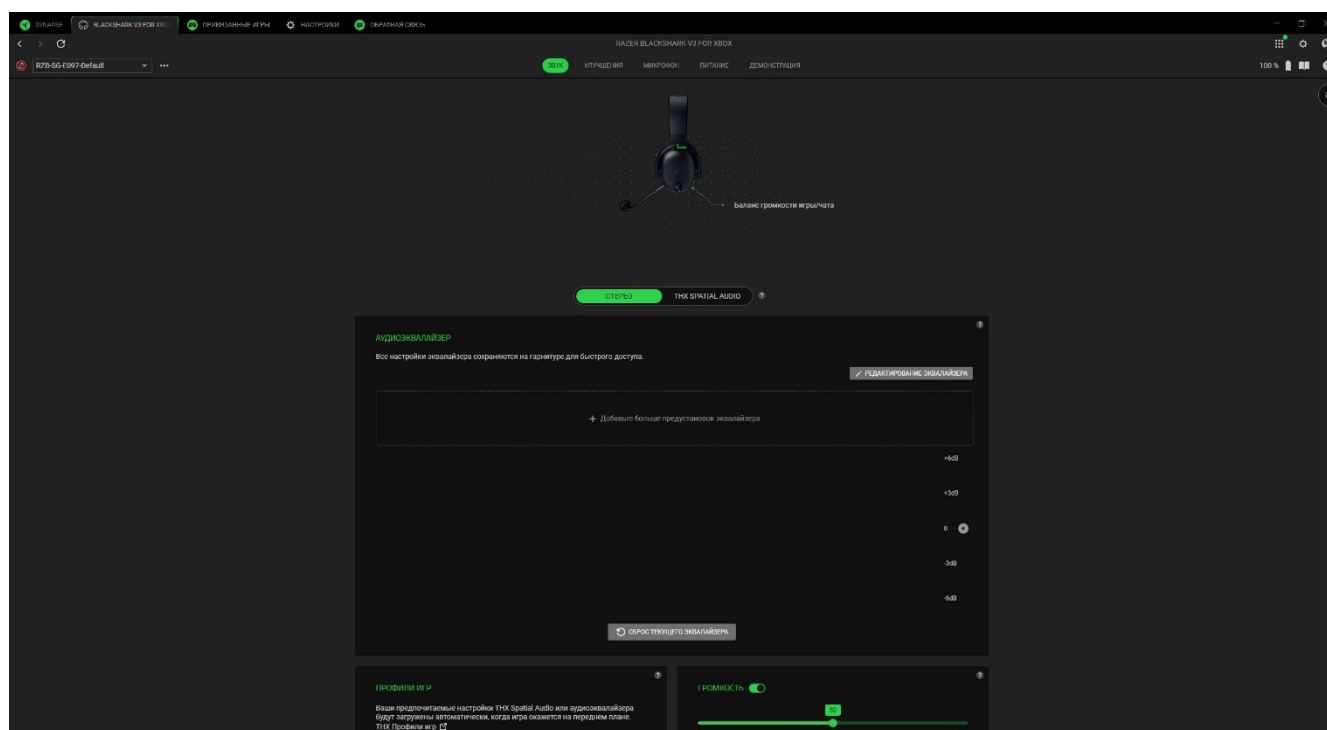 SYNAPSE
BLACKSHARK V3 FOR XBO
ПРИВЯЗАННЫЕ ИГРЫ
НАСТРОЙКИ
ОБРАТНАЯ СВЯЗЬ
RAZER BLACKSHARK V3 FOR XBOX
RZB-SG-E097-Default
ЗВУК
УЛУЧШЕНИЯ
МИКРОФОН
ПИТАНИЕ
ДЕМОНСТРАЦИЯ
100 %
Баланс громкости игры/чата
СТЕРЕО
THX SPATIAL AUDIO
АУДИОЭКВАЛАЙЗЕР
Все настройки эквалайзера сохраняются на гарнитуре для быстрого доступа.
РЕДАКТИРОВАНИЕ ЭКВАЛАЙЗЕРА
+ Добавьте больше предустановок эквалайзера
+6dB
+3dB
0
-3dB
-6dB
СБРОС ТЕКУЩЕГО ЭКВАЛАЙЗЕРА
ПРОФИЛИ ИГР
Ваши предпочитаемые настройки THX Spatial Audio или аудиоэквалайзера
будут загружены автоматически, когда игра окажется на переднем плане.
THX Профили игр
ГРОМКОСТЬ
50